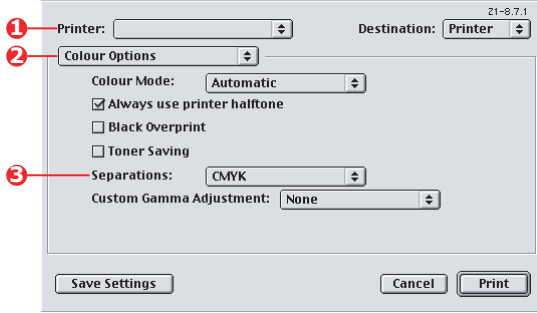 Z1-8.7.1
1 Printer: Destination: Printer
2 Colour Options
Colour Mode: Automatic
Always use printer halftone
Black Overprint
Toner Saving
3 Separations: CMYK
Custom Gamma Adjustment: None
Save Settings Cancel Print